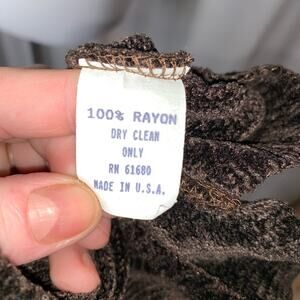 100% RAYON
DRY CLEAN
ONLY
RN 61680
MADE IN U.S.A.